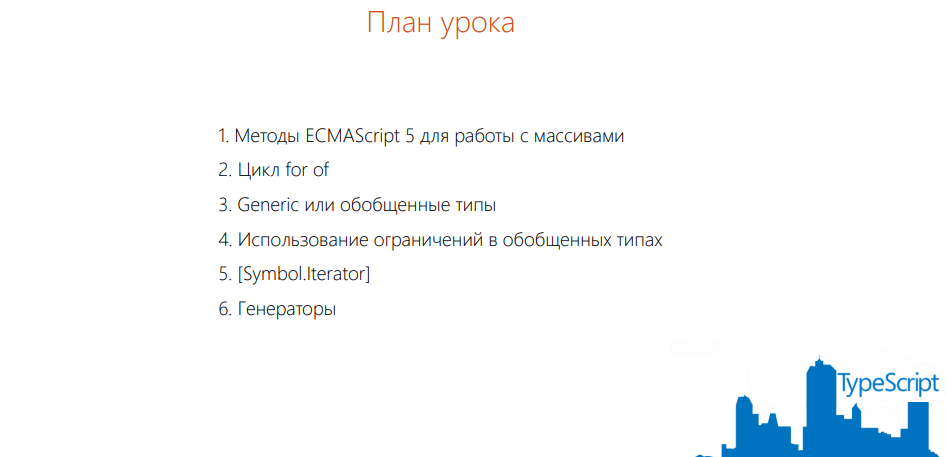 План урока
1. Методы ECMAScript 5 для работы с массивами
2. Цикл for of
3. Generic или обобщенные типы
4. Использование ограничений в обобщенных типах
5. [Symbol.Iterator]
6. Генераторы
TypeScript